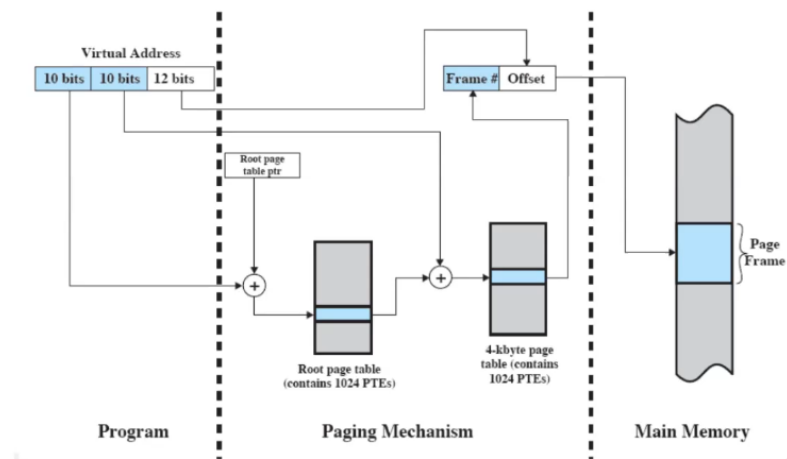 Virtual Address
10 bits 10 bits 12 bits
Frame # Offset
Root page
table ptr
+
+
Page
Frame
Root page table
(contains 1024 PTEs)
4-kbyte page
table (contains
1024 PTEs)
Program
Paging Mechanism
Main Memory